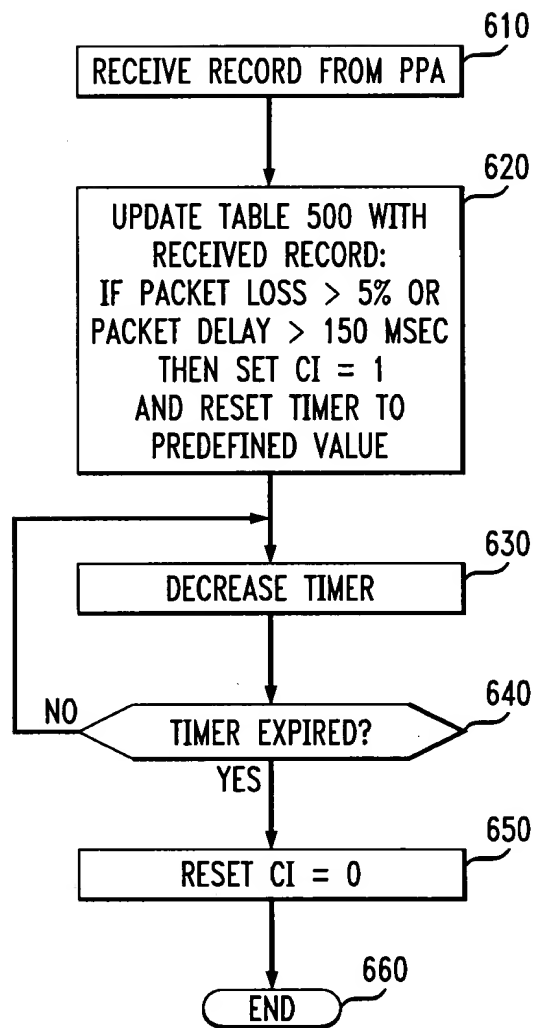 610
RECEIVE RECORD FROM PPA
620
UPDATE TABLE 500 WITH
RECEIVED RECORD:
IF PACKET LOSS > 5% OR
PACKET DELAY > 150 MSEC
THEN SET CI = 1
AND RESET TIMER TO
PREDEFINED VALUE
630
DECREASE TIMER
640
NO
TIMER EXPIRED?
YES
650
RESET CI = 0
660
END